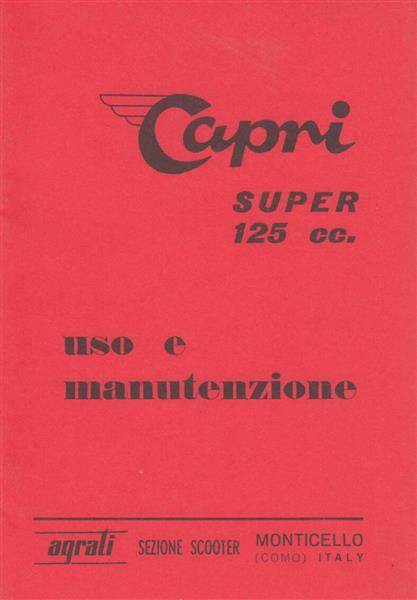 Capri
SUPER
125 cc.
uso e
manutenzione
agrati SEZIONE SCOOTER MONTICELLO
(COMO) ITALY